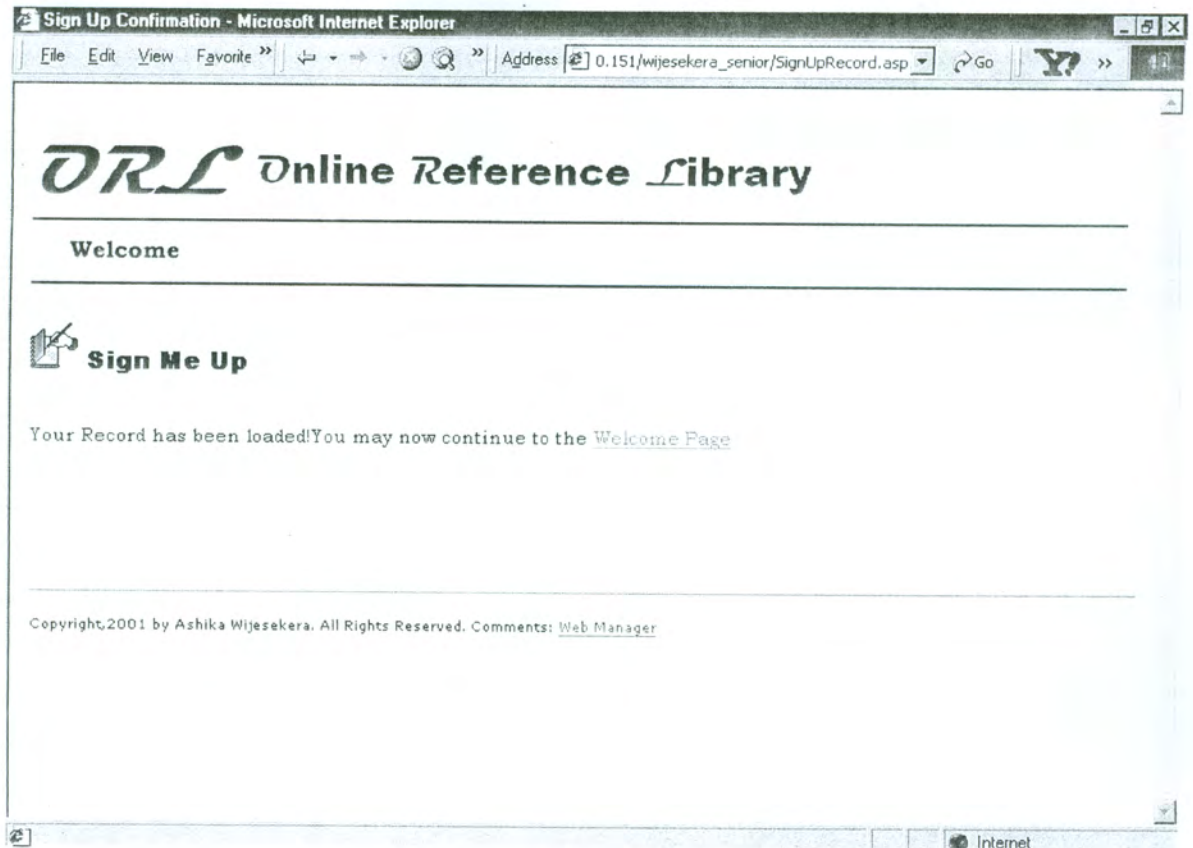 Sign Up Confirmation - Microsoft Internet Explorer
File Edit View Favorite » » Address 0.151/wijesekera_senior/SignUpRecord.asp Go Y? »
ORL Online Reference Library
Welcome
Sign Me Up
Your Record has been loaded!You may now continue to the Welcome Page
Copyright,2001 by Ashika Wijesekera. All Rights Reserved. Comments: Web Manager
Internet